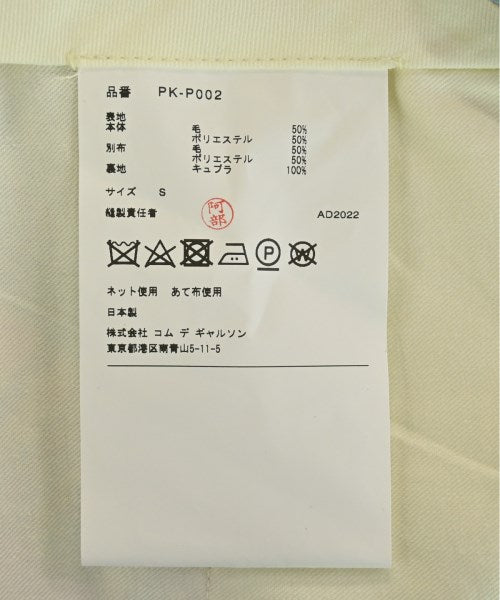 品番 PK-P002
表地
本体 毛 50%
ポリエステル 50%
別布 毛 50%
ポリエステル 50%
裏地 キュプラ 100%
サイズ S
縫製責任者 阿部 AD2022
P W
ネット使用 あて布使用
日本製
株式会社 コム デ ギャルソン
東京都港区南青山5-11-5